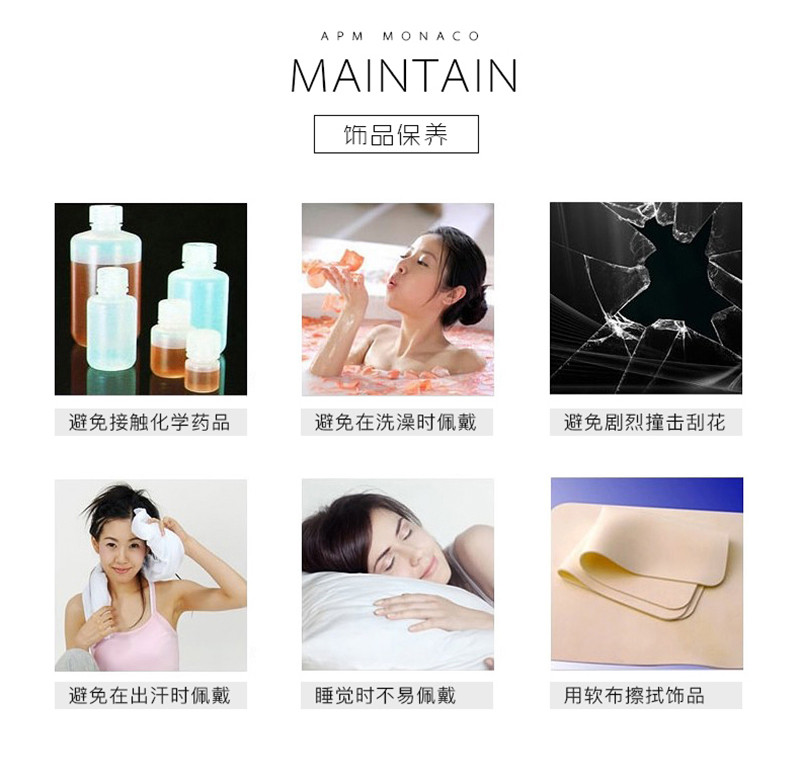 APM MONACO
MAINTAIN
饰品保养
避免接触化学药品
避免在洗澡时佩戴
避免剧烈撞击刮花
避免在出汗时佩戴
睡觉时不易佩戴
用软布擦拭饰品